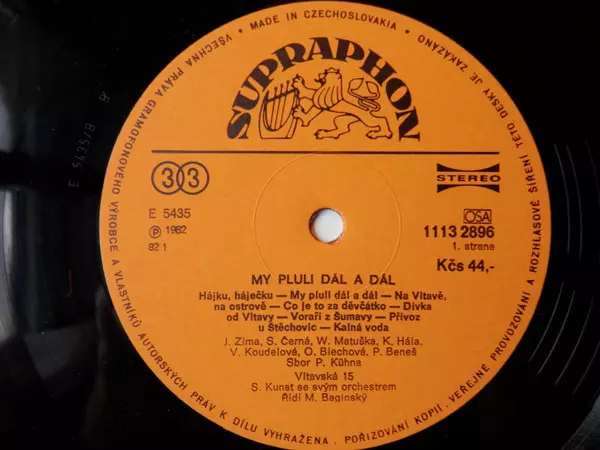 VŠECHNA PRÁVA GRAMOFONOVÉHO VÝROBCE A VLASTNÍKŮ AUTORSKÝCH PRÁV K DÍLU VYHRAŽENA. POŘIZOVÁNÍ KOPIÍ, VEŘEJNÉ PROVOZOVÁNÍ A ROZHLASOVÉ ŠÍŘENÍ TÉTO DESKY JE ZAKÁZÁNO
MADE IN CZECHOSLOVAKIA
SUPRAPHON
33
STEREO
E 5435
Ⓟ 1982
82 1
OSA
1113 2896
1. strane
Kčs 44,-
MY PLULI DÁL A DÁL
Hájku, háječku — My pluli dál a dál — Na Vltavě,
na ostrově — Co je to za děvčátko — Dívka
od Vltavy — Voraři z Šumavy — Přívoz
u Štěchovic — Kalná voda
J. Zíma, S. Černá, W. Matuška, K. Hála,
V. Koudelová, O. Blechová, P. Beneš
Sbor P. Kühna
Vltavská 15
S. Kunst se svým orchestrem
Řídí M. Baginský